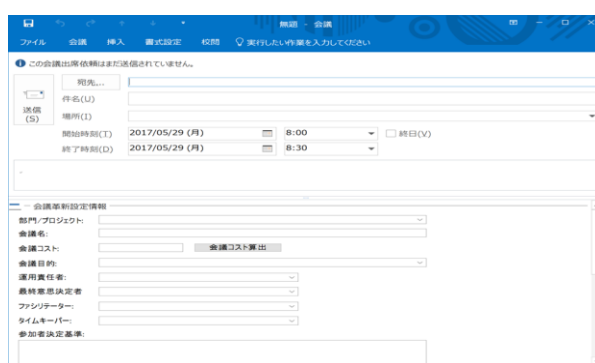 無題 - 会議
ファイル 会議 挿入 書式設定 校閲 実行したい作業を入力してください
この会議出席依頼はまだ送信されていません。
宛先...
送信
(S)
件名(U)
場所(I)
開始時刻(T) 2017/05/29 (月) 8:00 終日(V)
終了時刻(D) 2017/05/29 (月) 8:30
会議革新設定情報
部門/プロジェクト:
会議名:
会議コスト: 会議コスト算出
会議目的:
運用責任者:
最終意思決定者
ファシリテーター:
タイムキーパー:
参加者決定基準: